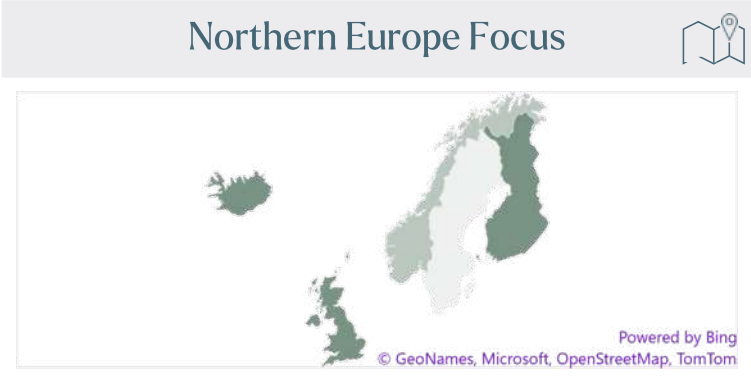 Northern Europe Focus
Powered by Bing
© GeoNames, Microsoft, OpenStreetMap, TomTom